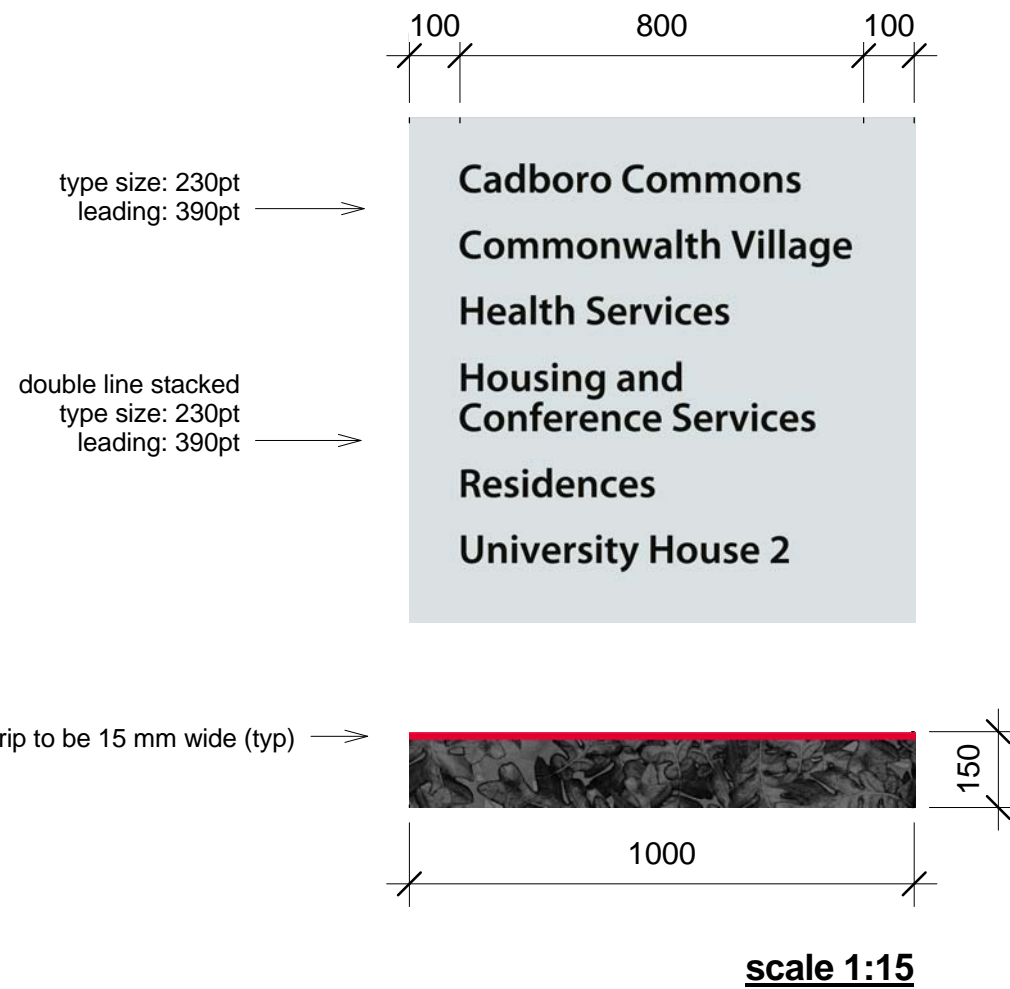 100 800 100
type size: 230pt
leading: 390pt
Cadboro Commons
Commonwalth Village
Health Services
double line stacked
type size: 230pt
leading: 390pt
Housing and
Conference Services
Residences
University House 2
rip to be 15 mm wide (typ)
150
1000
scale 1:15